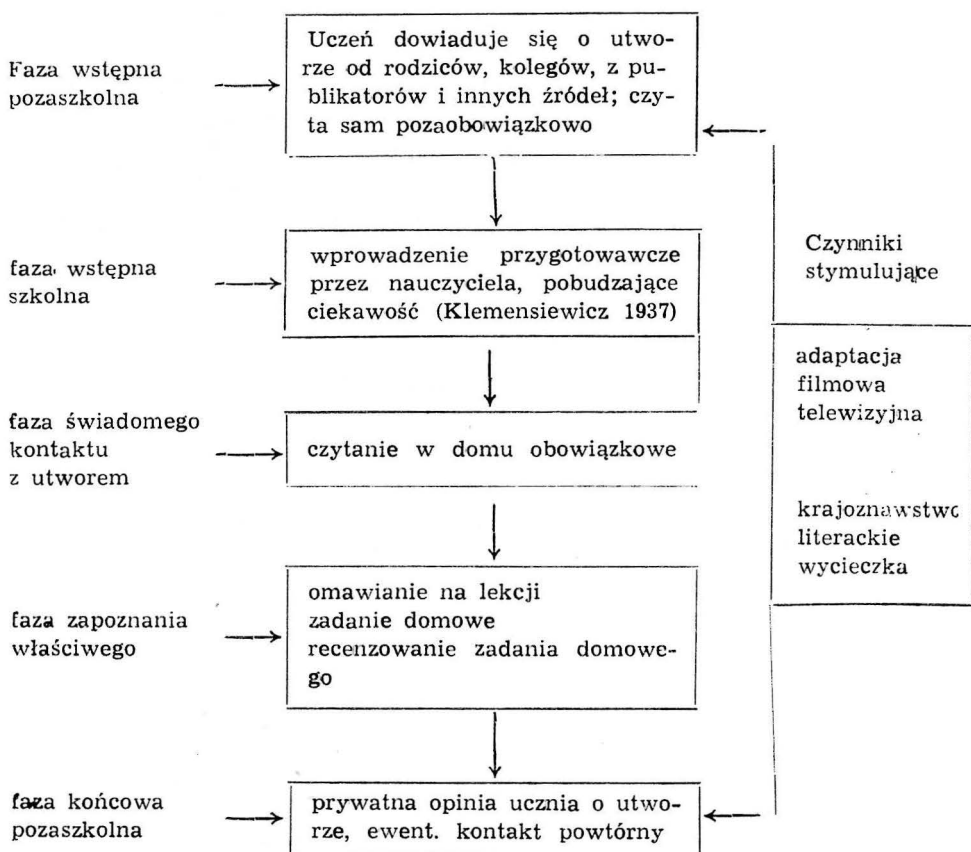 Faza wstępna
pozaszkolna
Uczeń dowiaduje się o utwo-
rze od rodziców, kolegów, z pu-
blikatorów i innych źródeł; czy-
ta sam pozaobowiązkowo
faza wstępna
szkolna
wprowadzenie przygotowawcze
przez nauczyciela, pobudzające
ciekawość (Klemensiewicz 1937)
Czynniki
stymulujące
adaptacja
filmowa
telewizyjna
krajoznawstwo
literackie
wycieczka
faza świadomego
kontaktu
z utworem
czytanie w domu obowiązkowe
faza zapoznania
właściwego
omawianie na lekcji
zadanie domowe
recenzowanie zadania domowe-
go
faza końcowa
pozaszkolna
prywatna opinia ucznia o utwo-
rze, ewent. kontakt powtórny